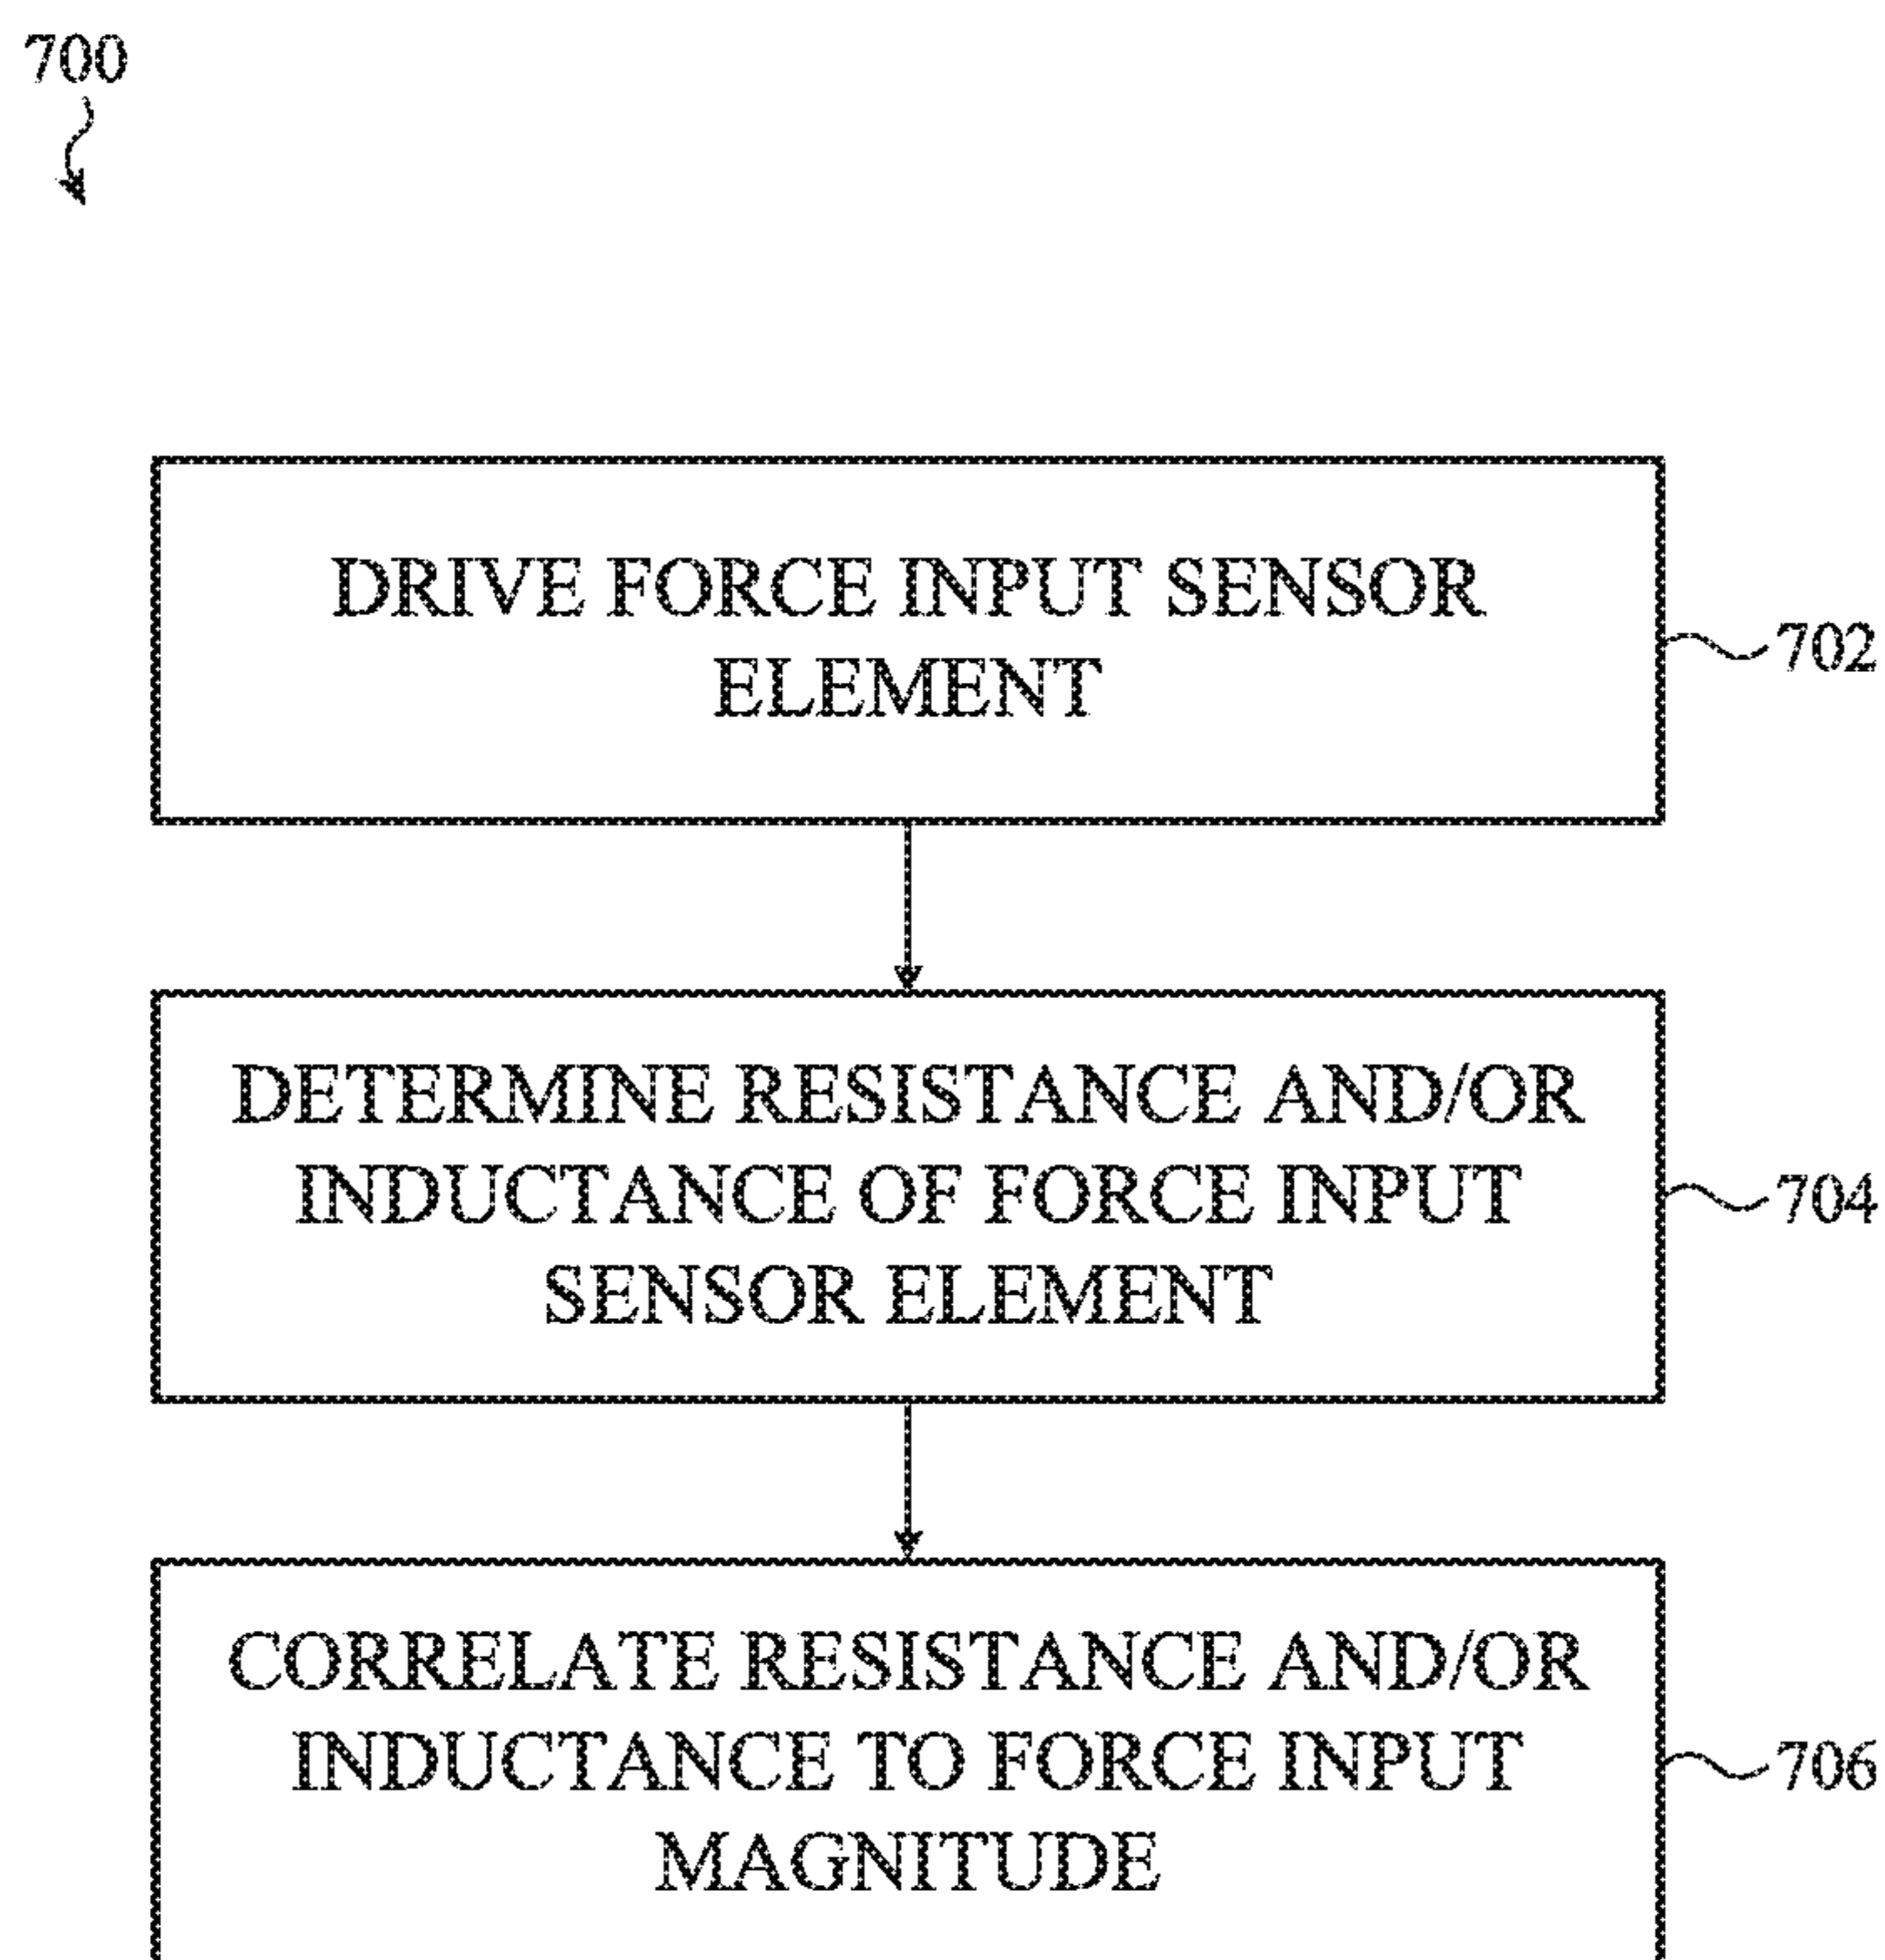 700
DRIVE FORCE INPUT SENSOR
ELEMENT
702
DETERMINE RESISTANCE AND/OR
INDUCTANCE OF FORCE INPUT
SENSOR ELEMENT
704
CORRELATE RESISTANCE AND/OR
INDUCTANCE TO FORCE INPUT
MAGNITUDE
706